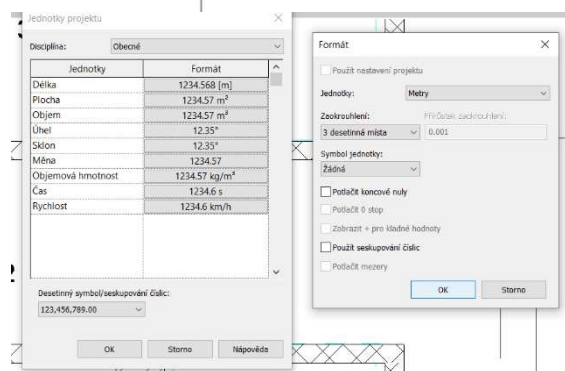 Jednotky projektu
Disciplína: Obecné
Jednotky Formát
Délka 1234.568 [m]
Plocha 1234.57 m²
Objem 1234.57 m³
Úhel 12.35°
Sklon 12.35°
Měna 1234.57
Objemová hmotnost 1234.57 kg/m³
Čas 1234.6 s
Rychlost 1234.6 km/h
Desetinný symbol/seskupování číslic:
123,456,789.00
OK Storno Nápověda
Formát
Použít nastavení projektu
Jednotky: Metry
Zaokrouhlení: Přírůstek zaokrouhlení:
3 desetinná místa 0.001
Symbol jednotky:
Žádná
Potlačit koncové nuly
Potlačit 0 stop
Zobrazit + pro kladné hodnoty
Použít seskupování číslic
Potlačit mezery
OK Storno